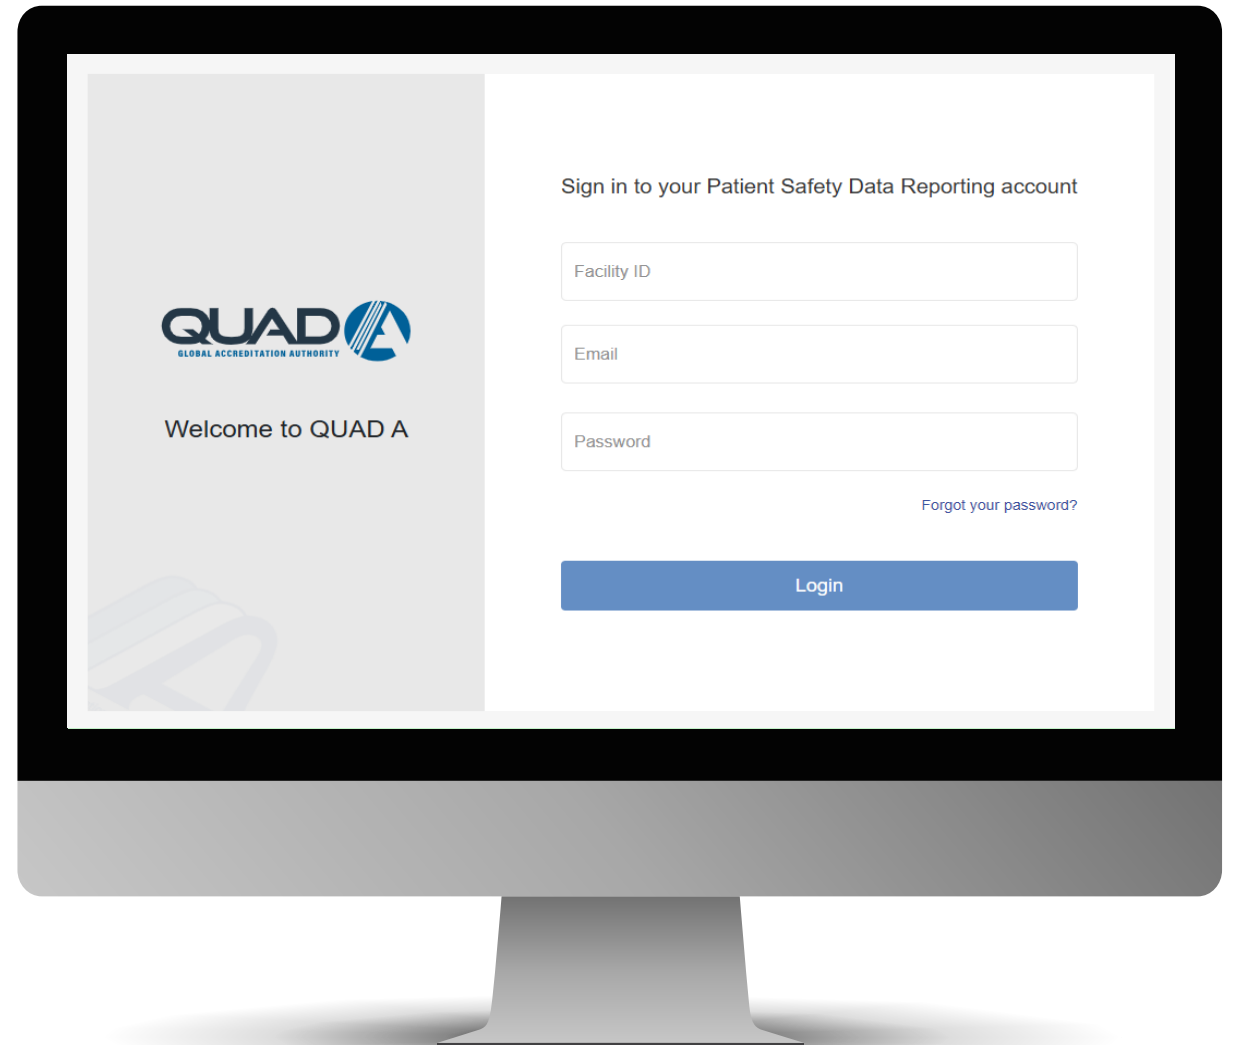 QUAD A
GLOBAL ACCREDITATION AUTHORITY
Welcome to QUAD A
Sign in to your Patient Safety Data Reporting account
Facility ID
Email
Password
Forgot your password?
Login